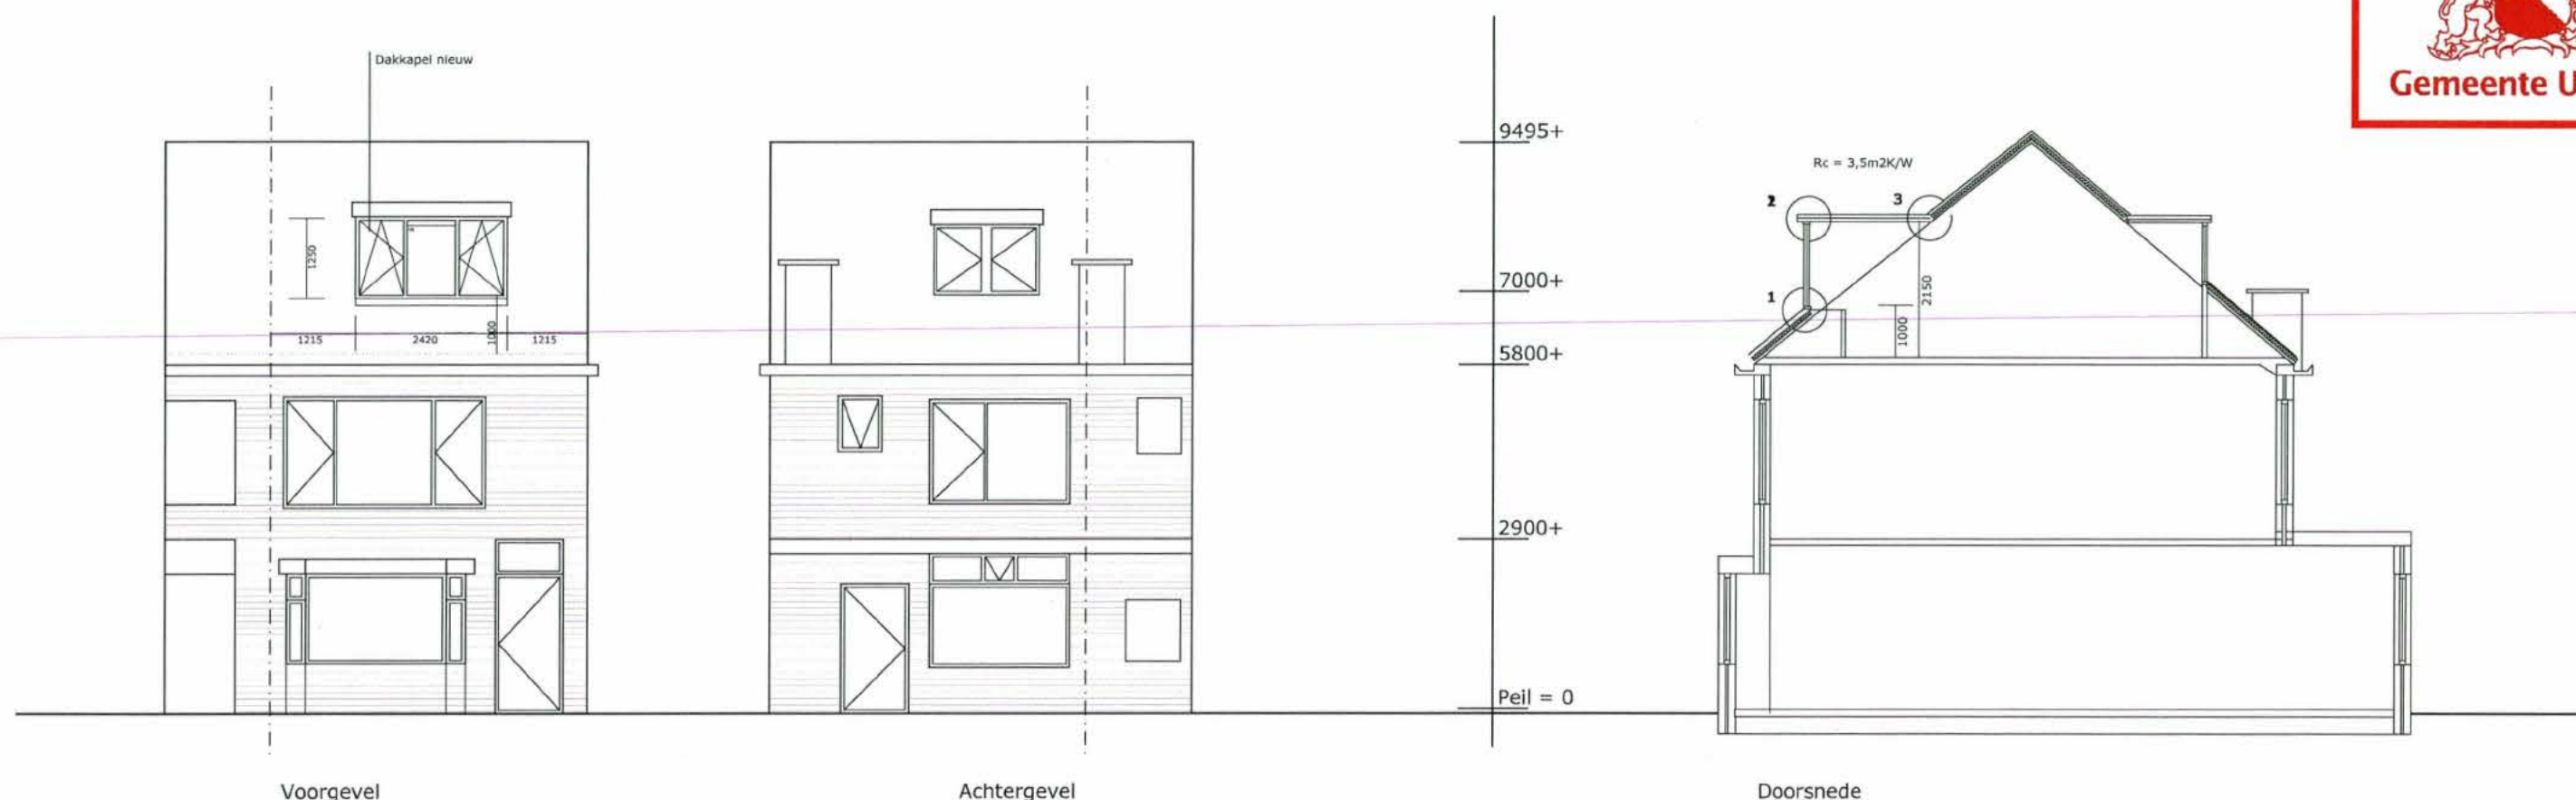 Dakkapel nieuw
1250
1215
2420
1000
1215
Voorgevel
Achtergevel
9495+
7000+
5800+
2900+
Peil = 0
Rc = 3,5m2K/W
2
3
1
2150
1000
Doorsnede
Gemeente U